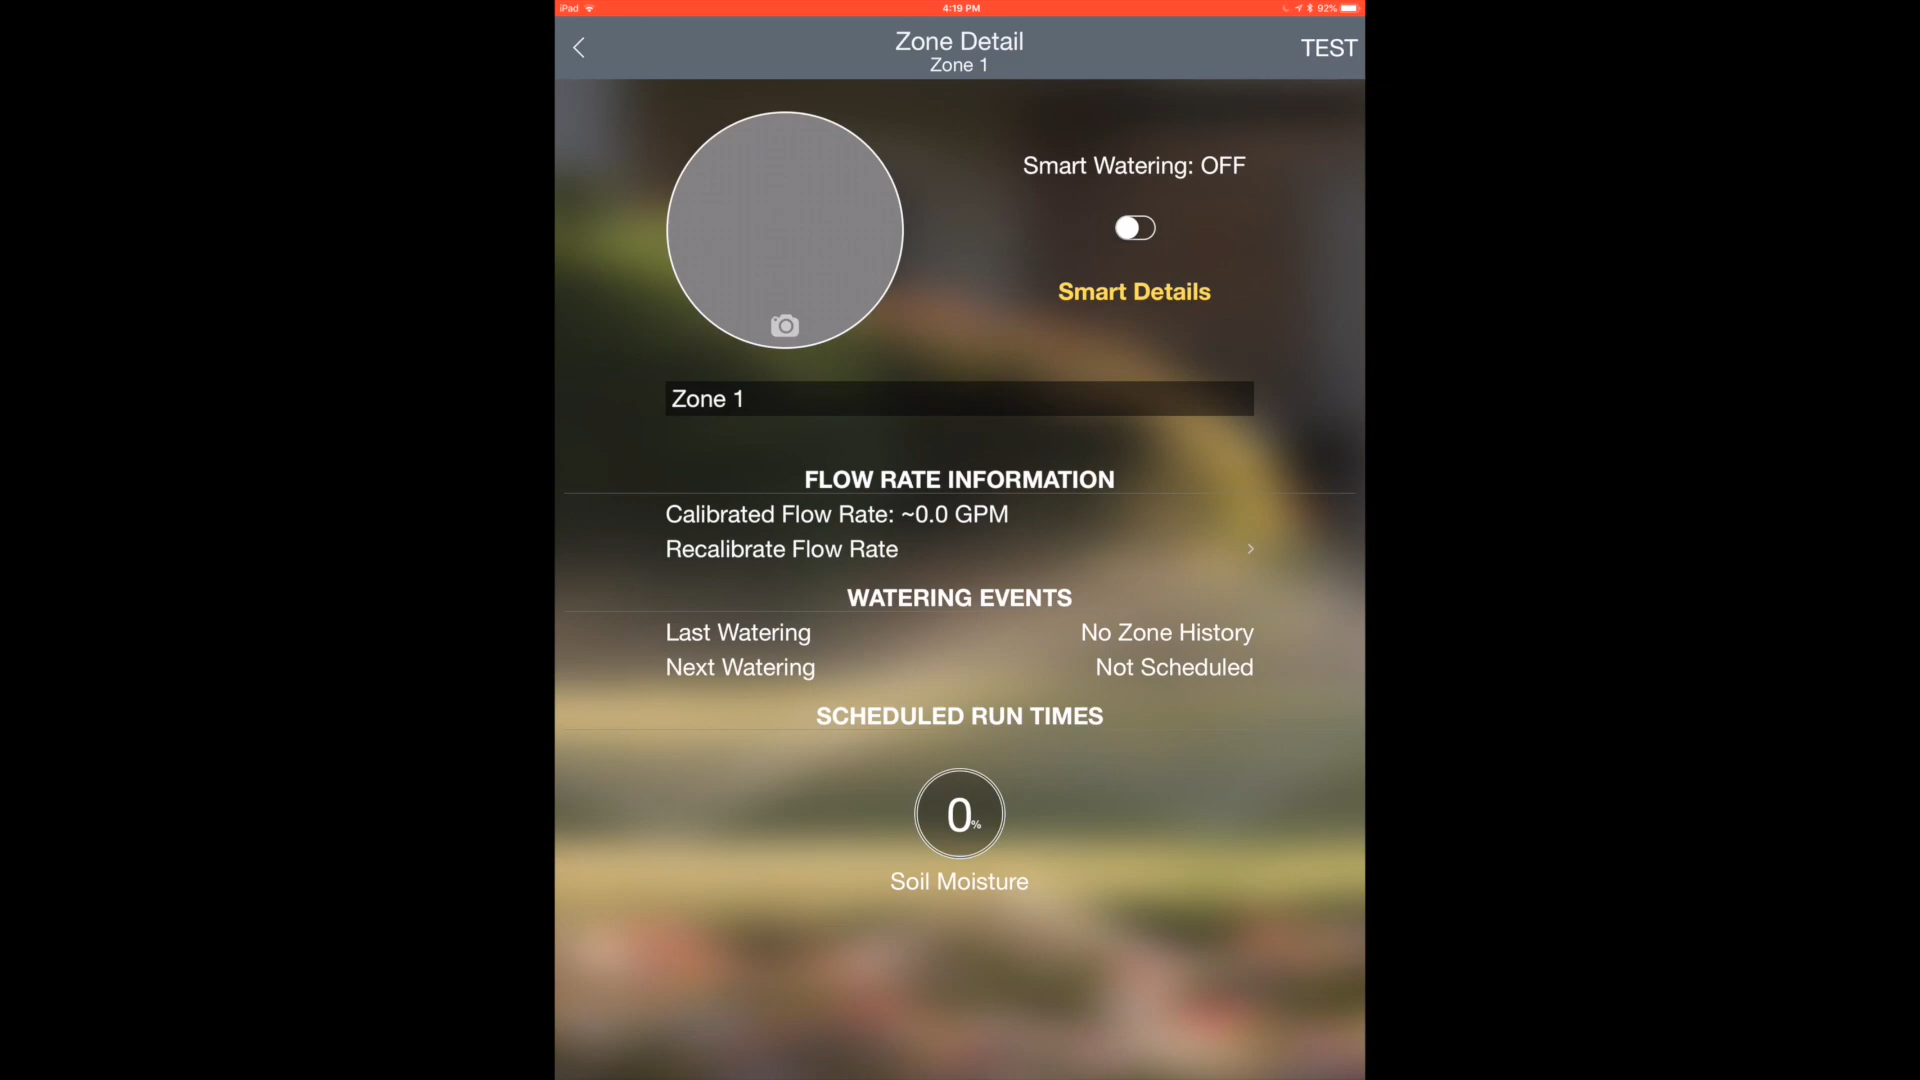 iPad 4:19 PM 92%
Zone Detail
TEST
Zone 1
Smart Watering: OFF
Smart Details
Zone 1
FLOW RATE INFORMATION
Calibrated Flow Rate: ~0.0 GPM
Recalibrate Flow Rate
WATERING EVENTS
Last Watering No Zone History
Next Watering Not Scheduled
SCHEDULED RUN TIMES
0%
Soil Moisture